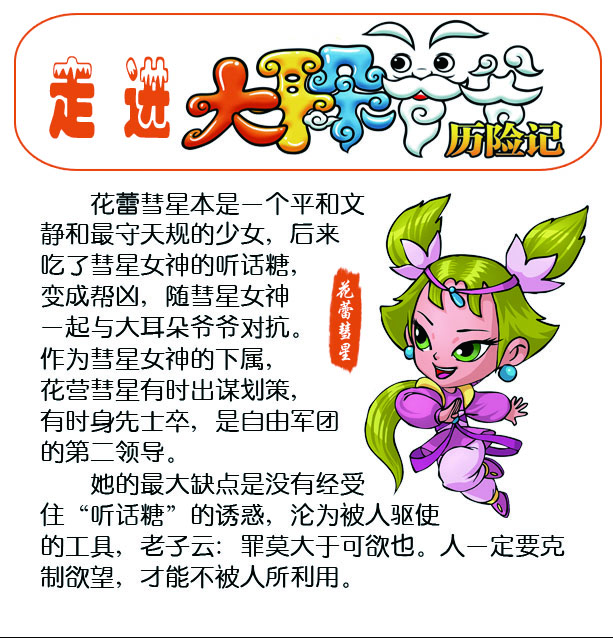 走进大耳朵爷爷历险记
花蕾彗星本是一个平和文
静和最守天规的少女，后来
吃了彗星女神的听话糖，
变成帮凶，随彗星女神
一起与大耳朵爷爷对抗。
作为彗星女神的下属，
花营彗星有时出谋划策，
有时身先士卒，是自由军团
的第二领导。
花蕾彗星
她的最大缺点是没有经受
住“听话糖”的诱惑，沦为被人驱使
的工具，老子云：罪莫大于可欲也。人一定要克
制欲望，才能不被人所利用。